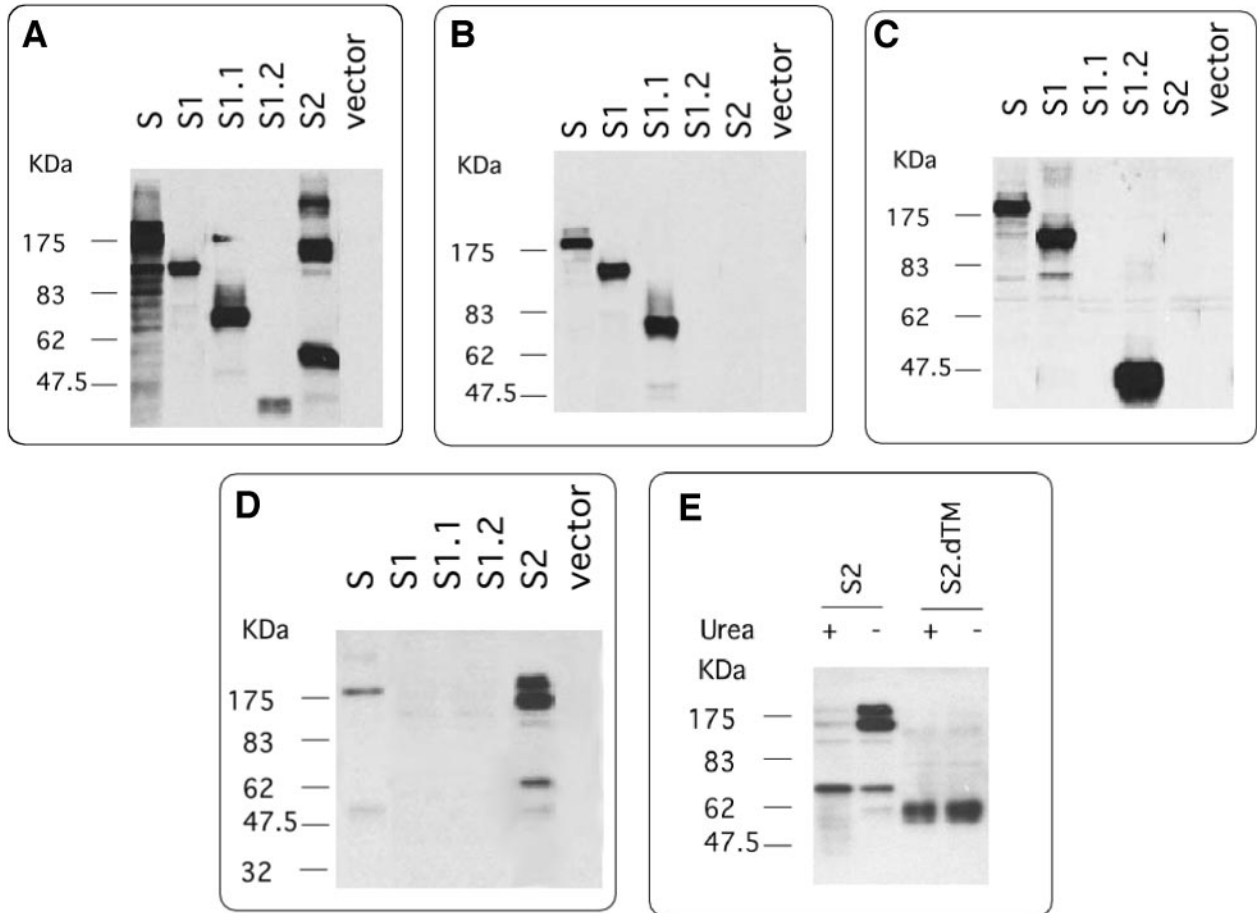 A
S S1 S1.1 S1.2 S2 vector
KDa
175
83
62
47.5
B
S S1 S1.1 S1.2 S2 vector
KDa
175
83
62
47.5
C
S S1 S1.1 S1.2 S2 vector
KDa
175
83
62
47.5
D
S S1 S1.1 S1.2 S2 vector
KDa
175
83
62
47.5
32
E
S2 S2.dTM
Urea + - + -
KDa
175
83
62
47.5